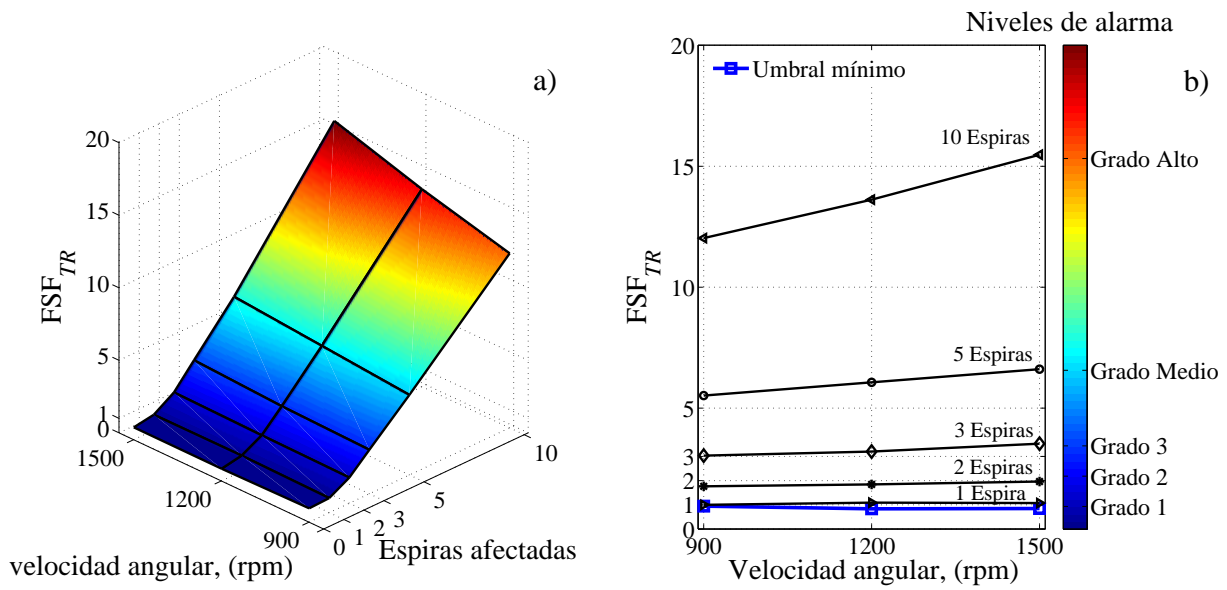 a)
20
15
10
5
1
0
FSF_TR
1500
1200
900
velocidad angular, (rpm)
0
1
2
3
5
10
Espiras afectadas
Niveles de alarma
b)
20
15
10
5
3
2
1
0
FSF_TR
Umbral mínimo
10 Espiras
5 Espiras
3 Espiras
2 Espiras
1 Espira
900
1200
1500
Velocidad angular, (rpm)
Grado Alto
Grado Medio
Grado 3
Grado 2
Grado 1